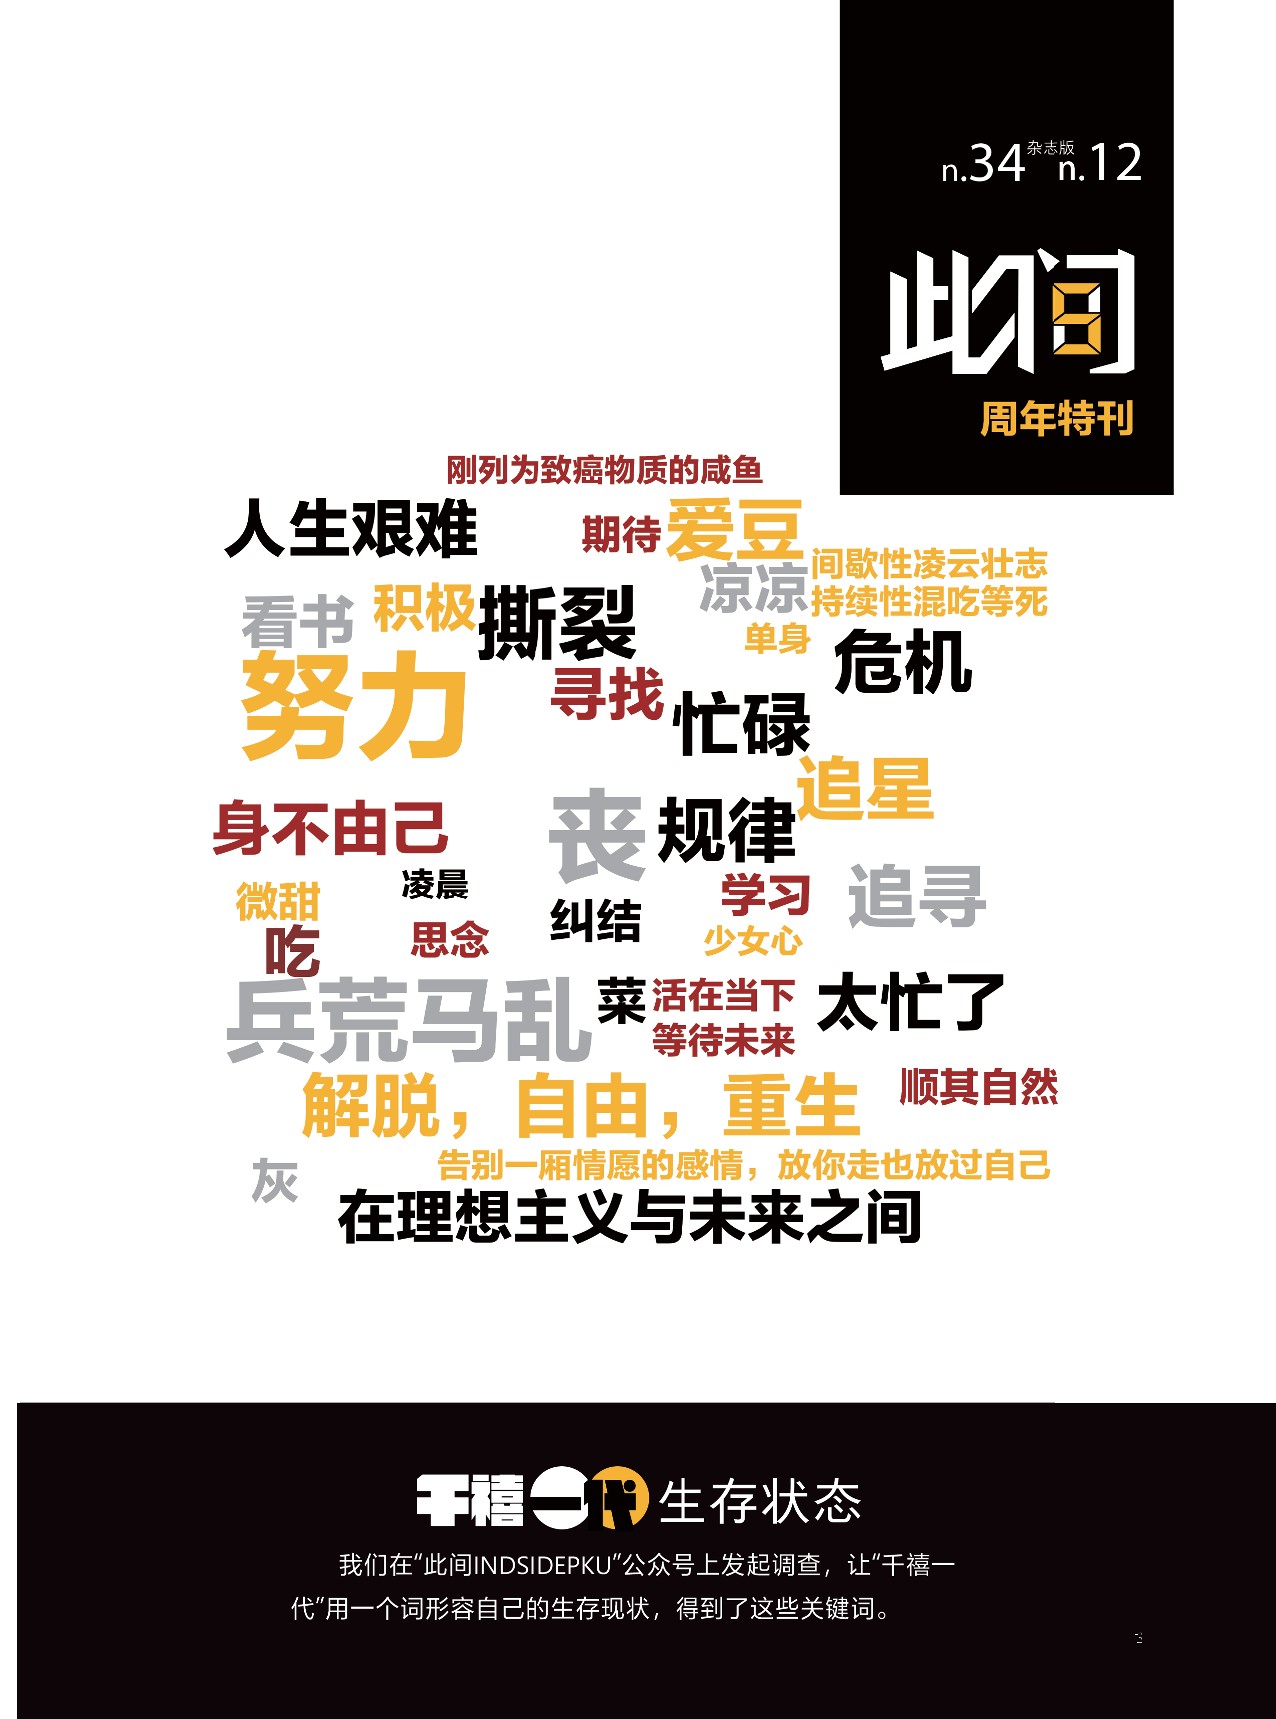 n.34 杂志版 n.12
此间
5
周年特刊
刚列为致癌物质的咸鱼
人生艰难
期待
爱豆
间歇性凌云壮志
持续性混吃等死
凉凉
看书
积极
撕裂
单身
危机
努力
寻找
忙碌
追星
身不由己
丧
规律
微甜
凌晨
学习
追寻
吃
思念
纠结
少女心
兵荒马乱
菜
活在当下
等待未来
太忙了
解脱，自由，重生
顺其自然
灰
告别一厢情愿的感情，放你走也放过自己
在理想主义与未来之间
千禧一代生存状态
我们在“此间INDSIDEPKU”公众号上发起调查，让“千禧一
代”用一个词形容自己的生存现状，得到了这些关键词。